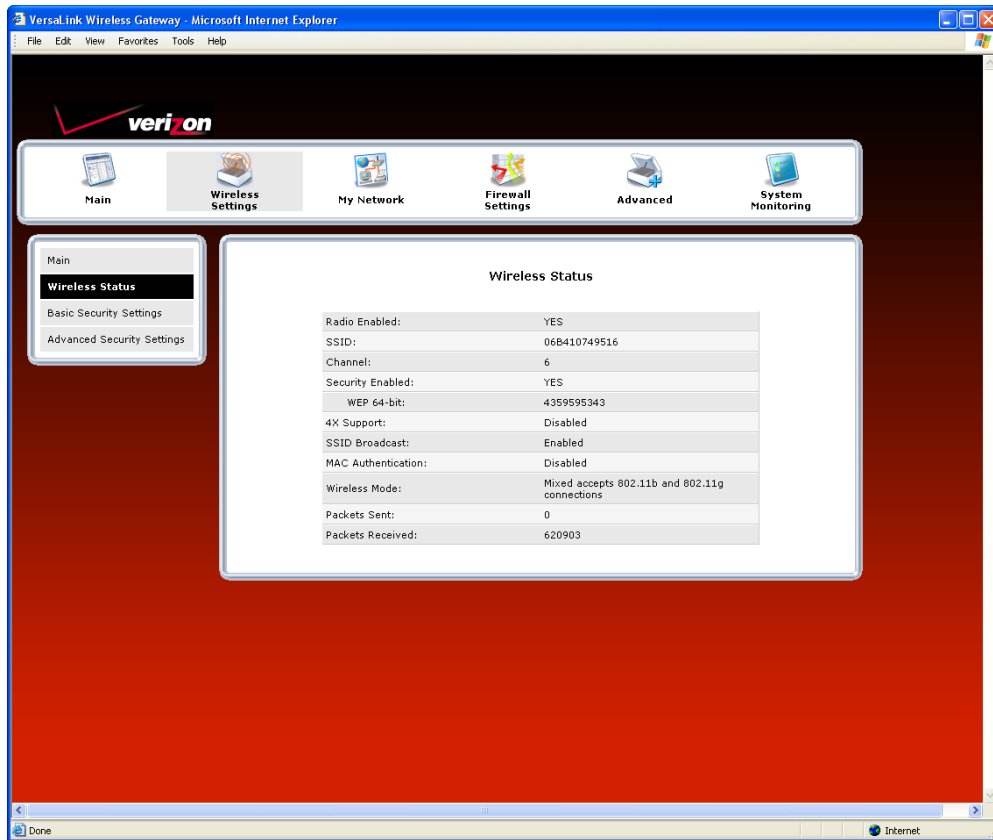 VersaLink Wireless Gateway - Microsoft Internet Explorer
File Edit View Favorites Tools Help
verizon
Main
Wireless Settings
My Network
Firewall Settings
Advanced
System Monitoring
Main
Wireless Status
Basic Security Settings
Advanced Security Settings
Wireless Status
Radio Enabled: YES
SSID: 06B410749516
Channel: 6
Security Enabled: YES
WEP 64-bit: 4359595343
4X Support: Disabled
SSID Broadcast: Enabled
MAC Authentication: Disabled
Wireless Mode: Mixed accepts 802.11b and 802.11g
connections
Packets Sent: 0
Packets Received: 620903
Done
Internet